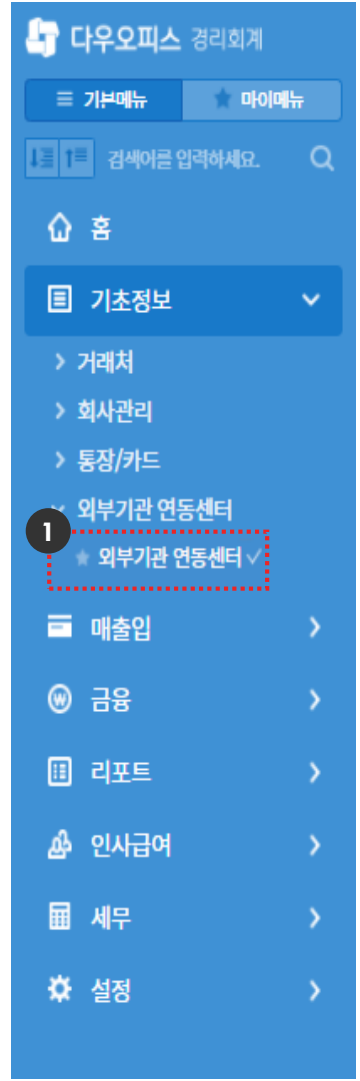 다우오피스 경리회계
기본메뉴 마이메뉴
검색어를 입력하세요.
홈
기초정보
거래처
회사관리
통장/카드
외부기관 연동센터
1
외부기관 연동센터
매출입
금융
리포트
인사급여
세무
설정